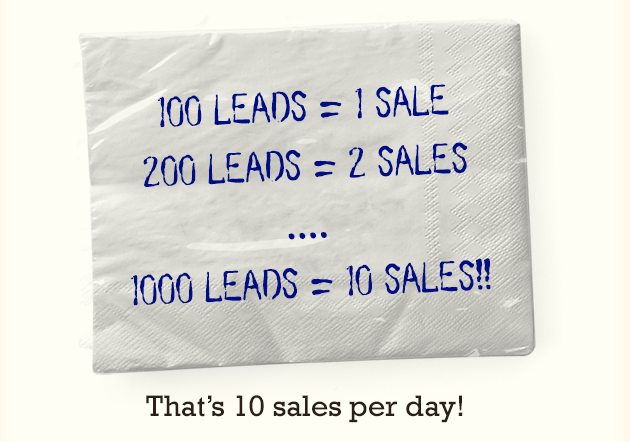 100 LEADS = 1 SALE
200 LEADS = 2 SALES
....
1000 LEADS = 10 SALES!!
That's 10 sales per day!